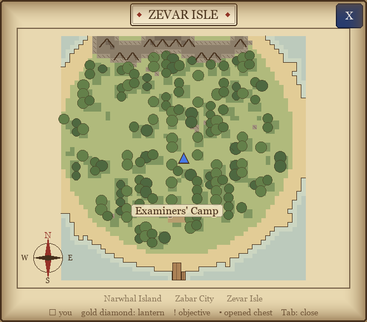 ZEVAR ISLE
X
Examiners' Camp
N
W E
S
Narwhal Island Zabar City Zevar Isle
□ you gold diamond: lantern ! objective • opened chest Tab: close